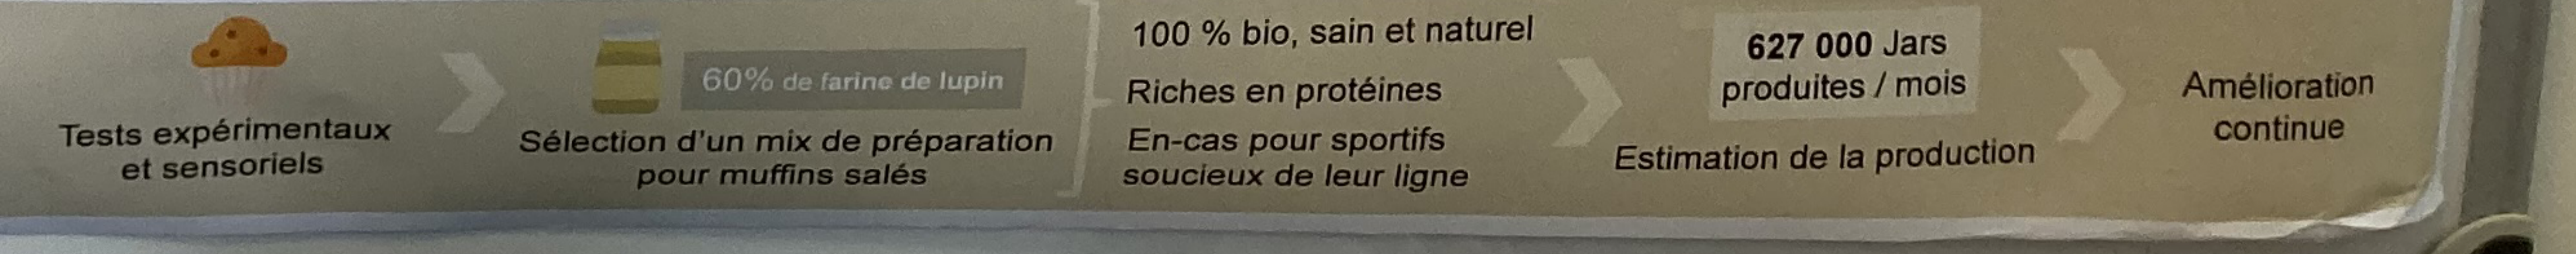 Tests expérimentaux
et sensoriels
60% de farine de lupin
Sélection d'un mix de préparation
pour muffins salés
100 % bio, sain et naturel
Riches en protéines
En-cas pour sportifs
soucieux de leur ligne
627 000 Jars
produites / mois
Estimation de la production
Amélioration
continue